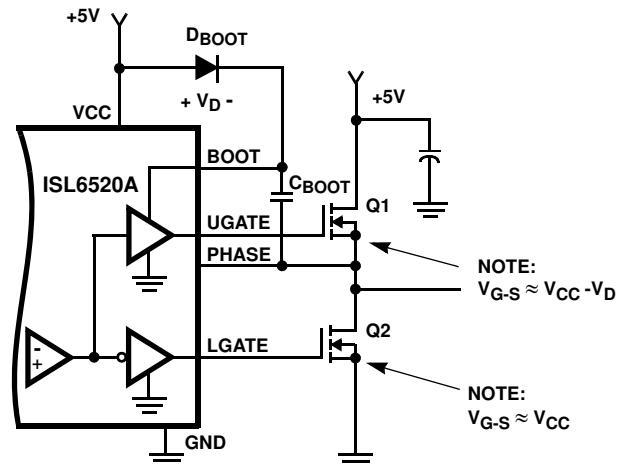 +5V
DBOOT
+ VD -
VCC
+5V
BOOT
ISL6520A
CBOOT
Q1
UGATE
PHASE
NOTE:
VG-S ≈ VCC -VD
Q2
LGATE
-
+
NOTE:
VG-S ≈ VCC
GND